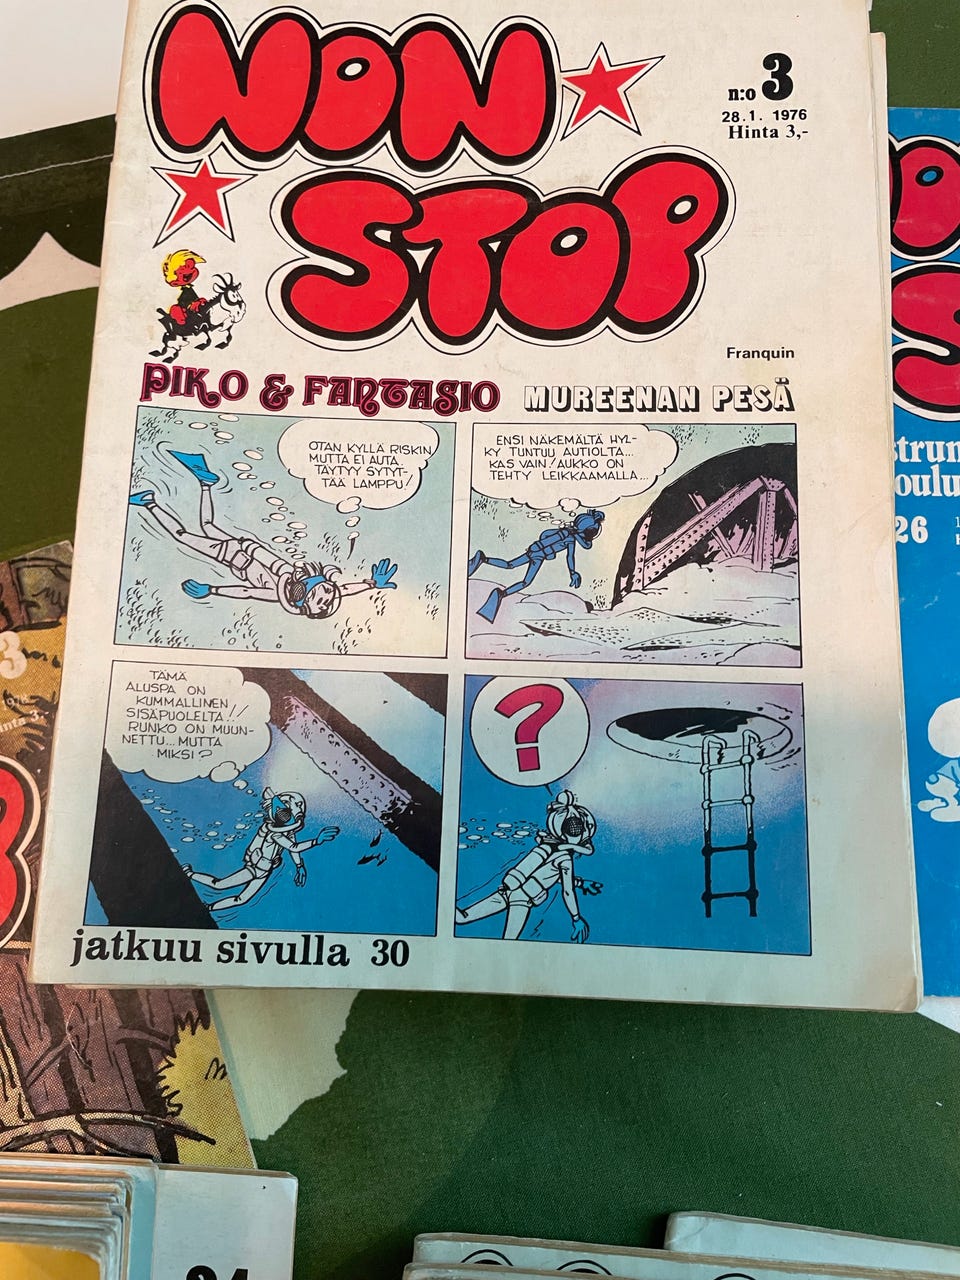 NON
STOP
n:o 3
28.1. 1976
Hinta 3,-
Franquin
PIKO & FANTASIO
MUREENAN PESÄ
OTAN KYLLÄ RISKIN
MUTTA EI AUTA.
TÄYTYY SYTYT-
TÄÄ LAMPPU!
ENSI NÄKEMÄLTÄ HYL-
KY TUNTUU AUTIOLTA...
KAS VAIN! AUKKO ON
TEHTY LEIKKAAMALLA...
TÄMÄ
ALUSPA ON
KUMMALLINEN
SISÄPUOLELTA!!
RUNKO ON MUUN-
NETTU... MUTTA
MIKSI?
?
jatkuu sivulla 30
26